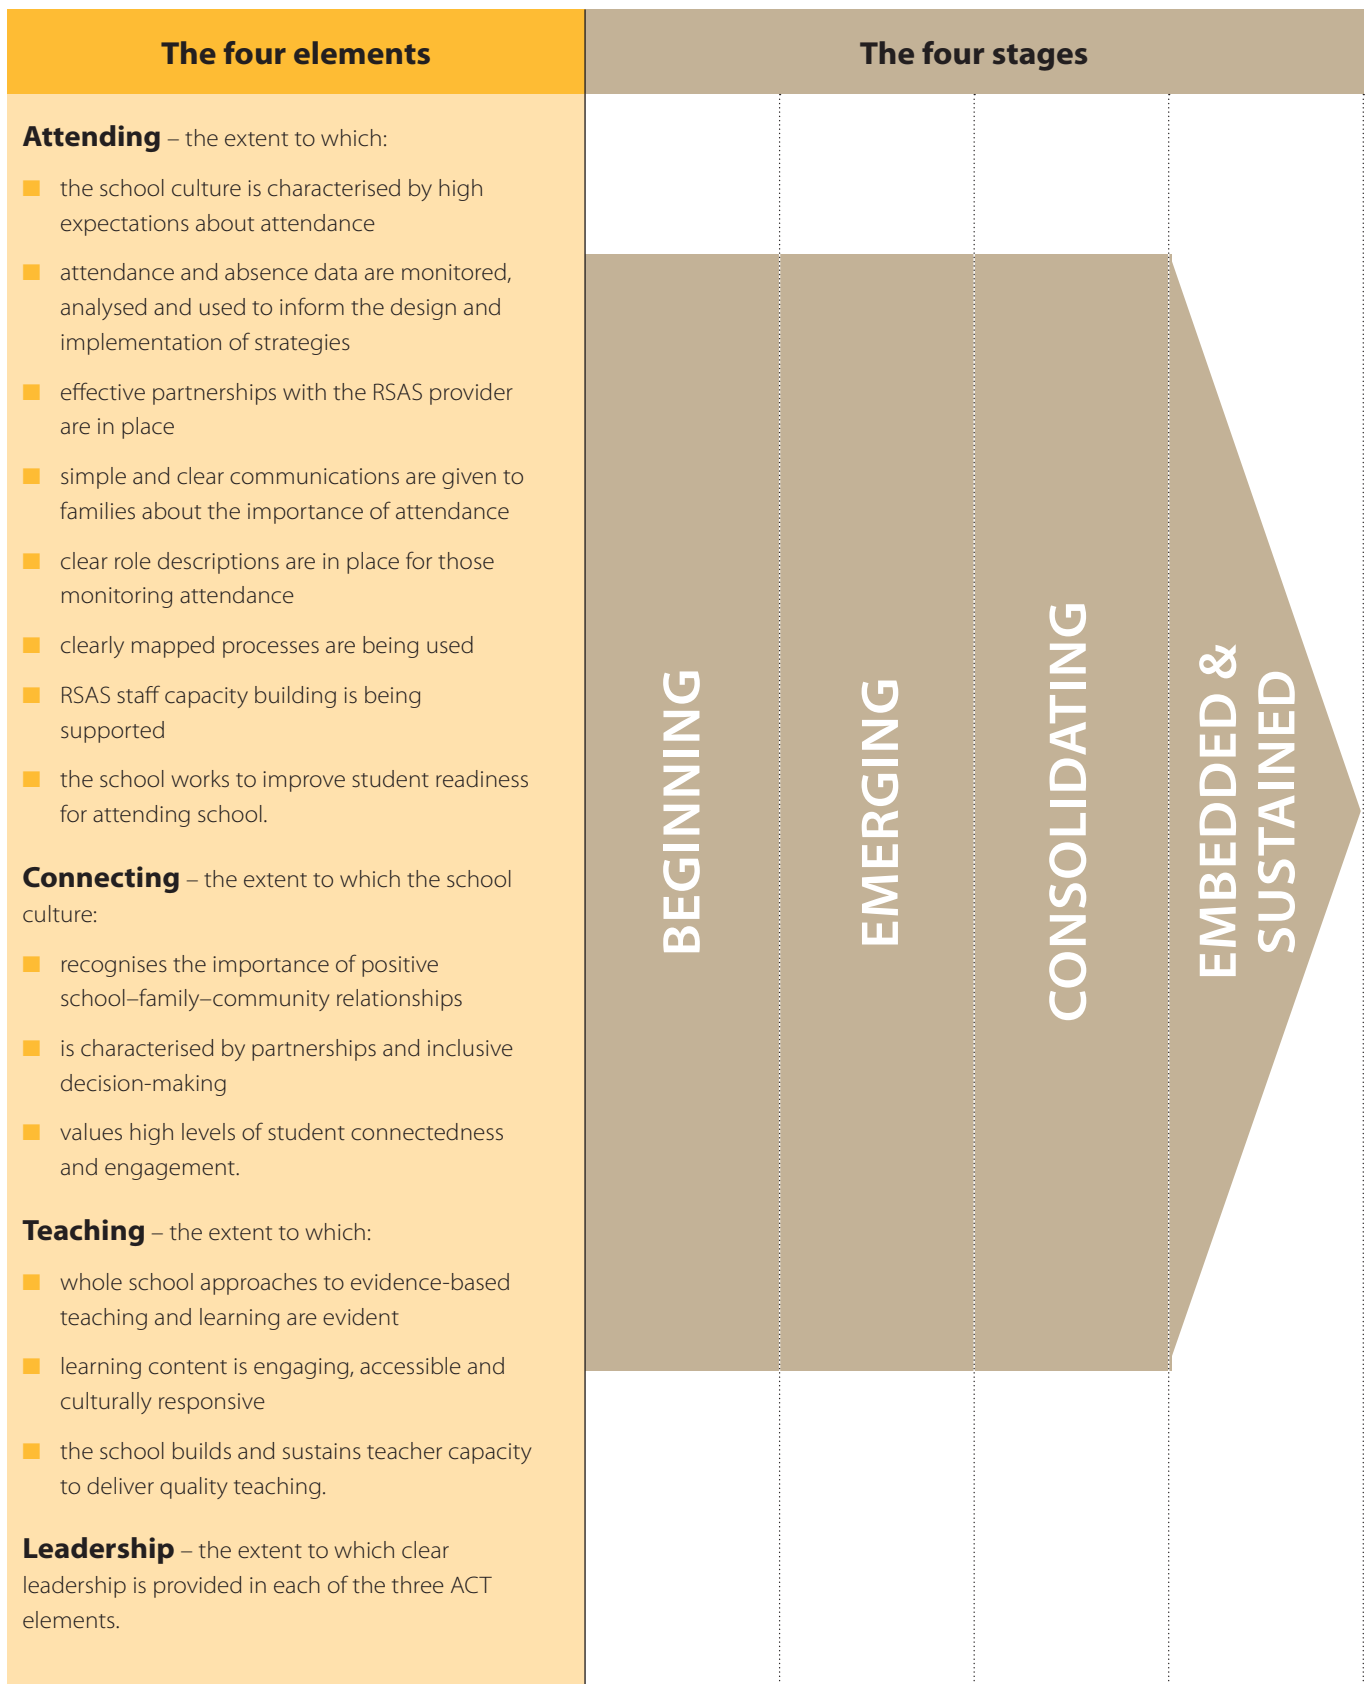 The four elements
The four stages
Attending – the extent to which:
■ the school culture is characterised by high
expectations about attendance
■ attendance and absence data are monitored,
analysed and used to inform the design and
implementation of strategies
■ effective partnerships with the RSAS provider
are in place
■ simple and clear communications are given to
families about the importance of attendance
■ clear role descriptions are in place for those
monitoring attendance
■ clearly mapped processes are being used
■ RSAS staff capacity building is being
supported
■ the school works to improve student readiness
for attending school.
Connecting – the extent to which the school
culture:
■ recognises the importance of positive
school–family–community relationships
■ is characterised by partnerships and inclusive
decision-making
■ values high levels of student connectedness
and engagement.
Teaching – the extent to which:
■ whole school approaches to evidence-based
teaching and learning are evident
■ learning content is engaging, accessible and
culturally responsive
■ the school builds and sustains teacher capacity
to deliver quality teaching.
Leadership – the extent to which clear
leadership is provided in each of the three ACT
elements.
BEGINNING
EMERGING
CONSOLIDATING
EMBEDDED &
SUSTAINED